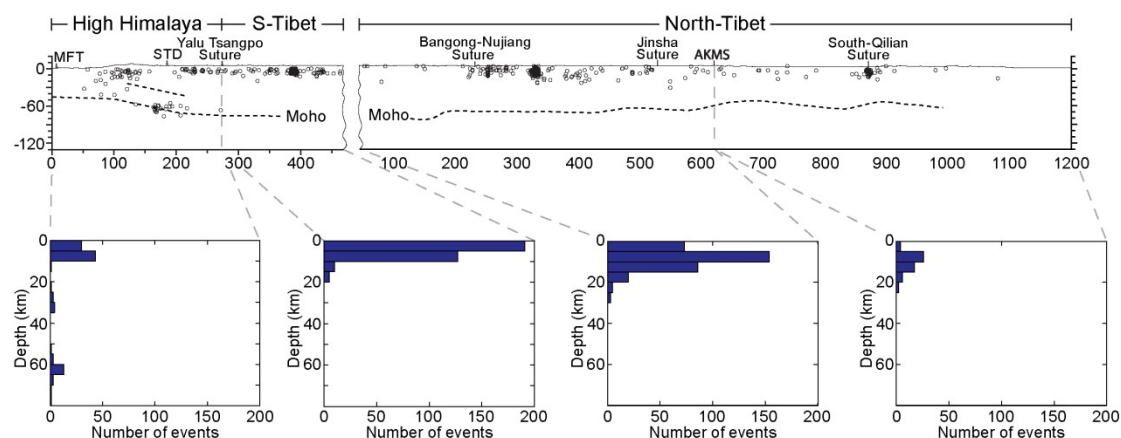 High Himalaya S-Tibet North-Tibet
MFT STD Yalu Tsangpo Suture Bangong-Nujiang Suture Jinsha Suture AKMS South-Qilian Suture
0
-60
-120
Moho Moho
0 100 200 300 400 100 200 300 400 500 600 700 800 900 1000 1100 1200
0 20 40 60
Depth (km)
0 50 100 150 200
Number of events
0 20 40 60
Depth (km)
0 50 100 150 200
Number of events
0 20 40 60
Depth (km)
0 50 100 150 200
Number of events
0 20 40 60
Depth (km)
0 50 100 150 200
Number of events